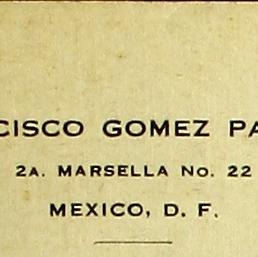 CISCO GOMEZ PA
2A. MARSELLA No. 22
MEXICO, D. F.